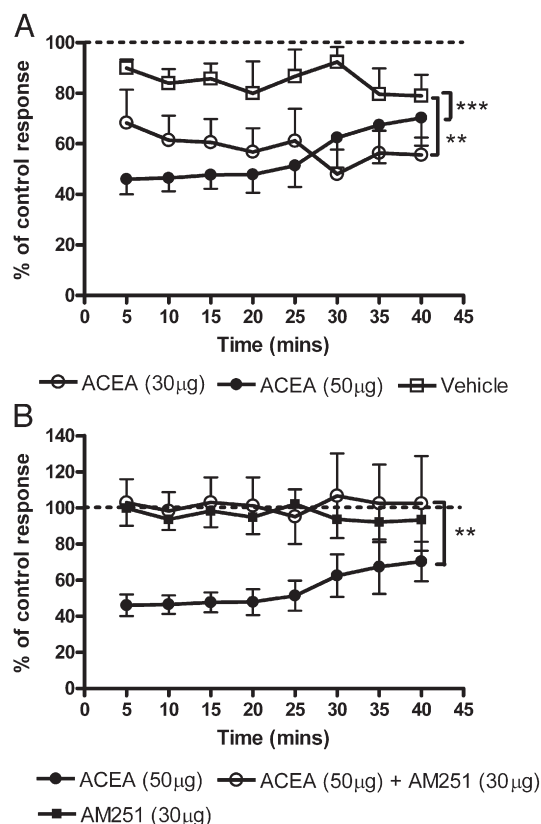 A
% of control response
100
80
60
40
20
0
***
**
0 5 10 15 20 25 30 35 40 45
Time (mins)
ACEA (30µg) ACEA (50µg) Vehicle
B
% of control response
140
120
100
80
60
40
20
0
**
0 5 10 15 20 25 30 35 40 45
Time (mins)
ACEA (50µg) ACEA (50µg) + AM251 (30µg)
AM251 (30µg)